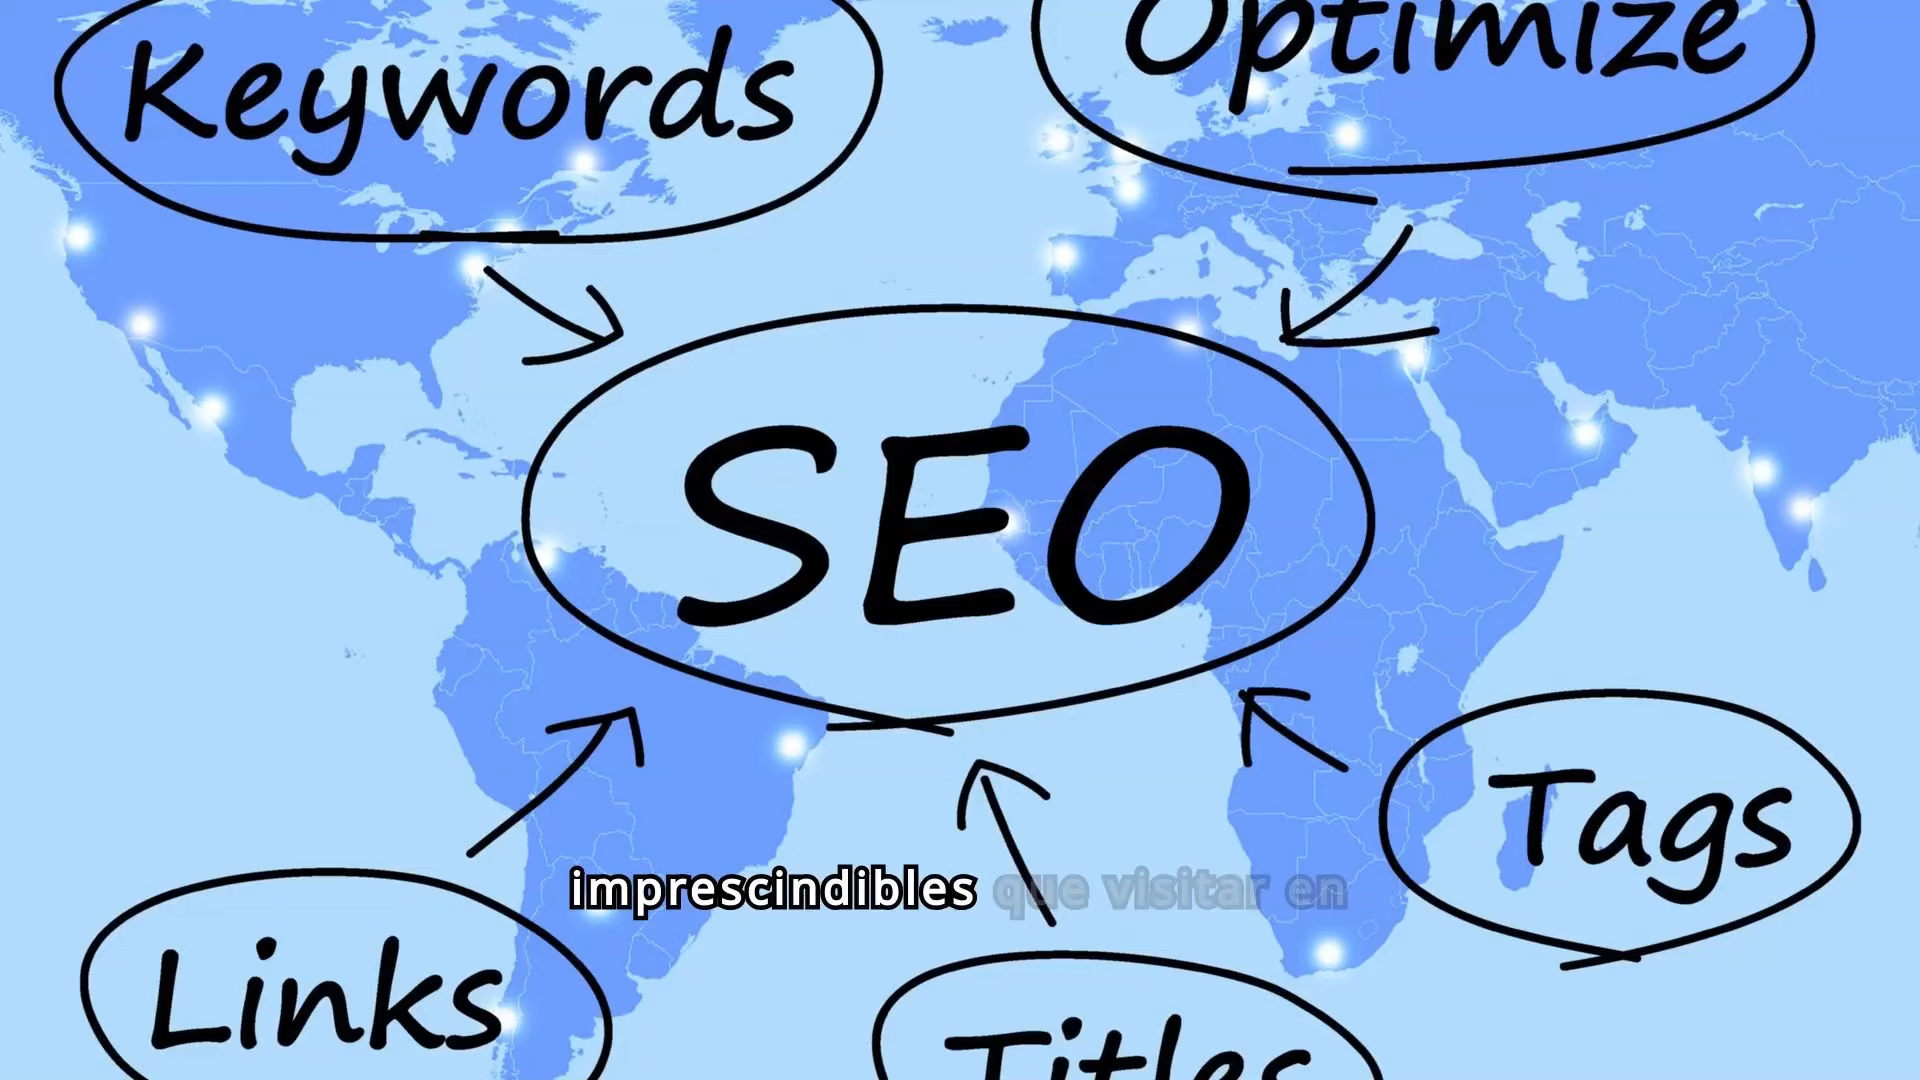 Keywords
Optimize
SEO
Tags
imprescindibles que visitar en
Links
Titles